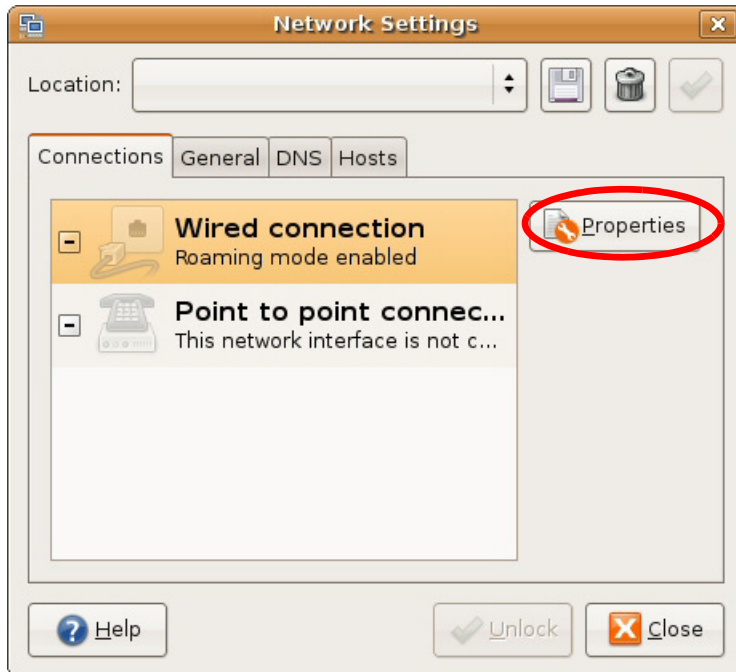 Network Settings
Location:
Connections General DNS Hosts
Wired connection
Roaming mode enabled
Properties
Point to point connec...
This network interface is not c...
Help
Unlock
Close